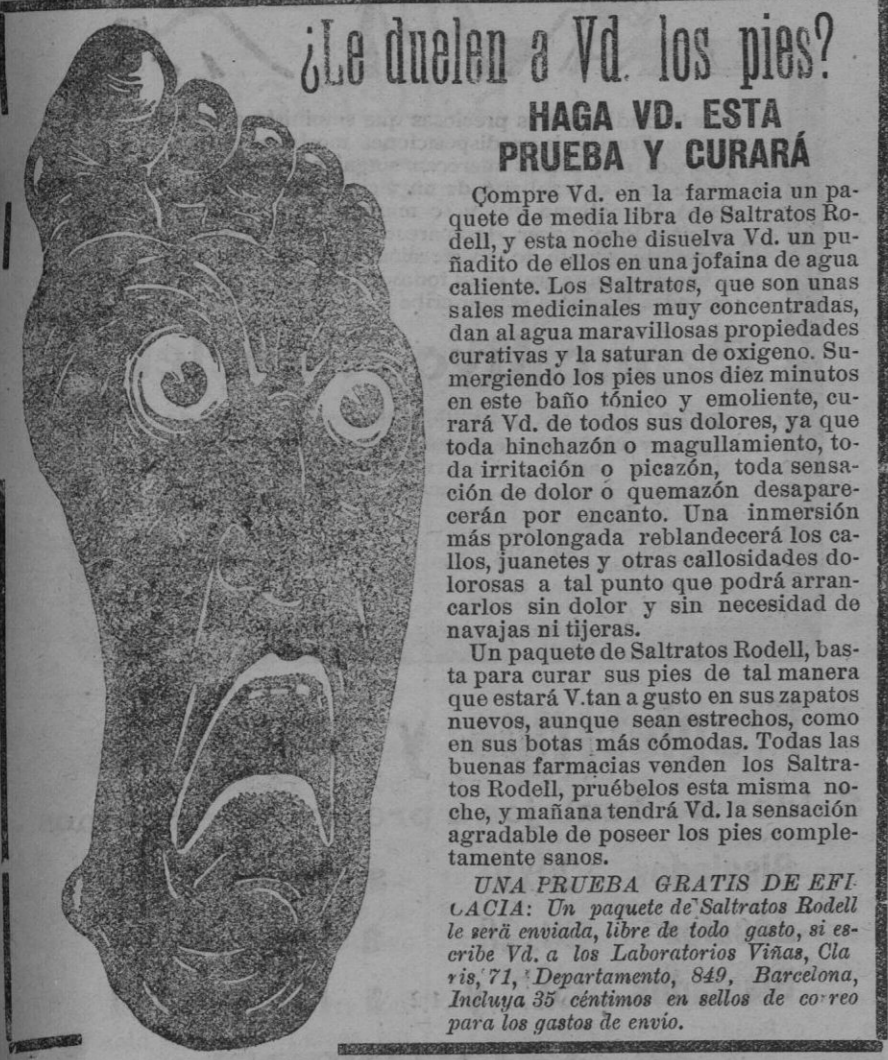 ¿Le duelen a Vd. los pies?
HAGA VD. ESTA
PRUEBA Y CURARÁ
Compre Vd. en la farmacia un pa-
quete de media libra de Saltratos Ro-
dell, y esta noche disuelva Vd. un pu-
ñadito de ellos en una jofaina de agua
caliente. Los Saltratos, que son unas
sales medicinales muy concentradas,
dan al agua maravillosas propiedades
curativas y la saturan de oxigeno. Su-
mergiendo los pies unos diez minutos
en este baño tónico y emoliente, cu-
rará Vd. de todos sus dolores, ya que
toda hinchazón o magullamiento, to-
da irritación o picazón, toda sensa-
ción de dolor o quemazón desapare-
cerán por encanto. Una inmersión
más prolongada reblandecerá los ca-
llos, juanetes y otras callosidades do-
lorosas a tal punto que podrá arran-
carlos sin dolor y sin necesidad de
navajas ni tijeras.
Un paquete de Saltratos Rodell, bas-
ta para curar sus pies de tal manera
que estará V. tan a gusto en sus zapatos
nuevos, aunque sean estrechos, como
en sus botas más cómodas. Todas las
buenas farmacias venden los Saltra-
tos Rodell, pruébelos esta misma no-
che, y mañana tendrá Vd. la sensación
agradable de poseer los pies comple-
tamente sanos.
UNA PRUEBA GRATIS DE EFI-
CACIA: Un paquete de Saltratos Rodell
le será enviada, libre de todo gasto, si es-
cribe Vd. a los Laboratorios Viñas, Cla
ris, 71, Departamento, 849, Barcelona,
Incluya 35 céntimos en sellos de correo
para los gastos de envio.